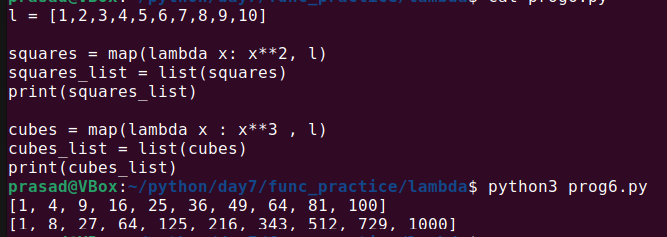 prasad@VBox:~/python/day7/func_practice/lambda$ cat prog6.py
l = [1,2,3,4,5,6,7,8,9,10]
squares = map(lambda x: x**2, l)
squares_list = list(squares)
print(squares_list)
cubes = map(lambda x : x**3 , l)
cubes_list = list(cubes)
print(cubes_list)
prasad@VBox:~/python/day7/func_practice/lambda$ python3 prog6.py
[1, 4, 9, 16, 25, 36, 49, 64, 81, 100]
[1, 8, 27, 64, 125, 216, 343, 512, 729, 1000]